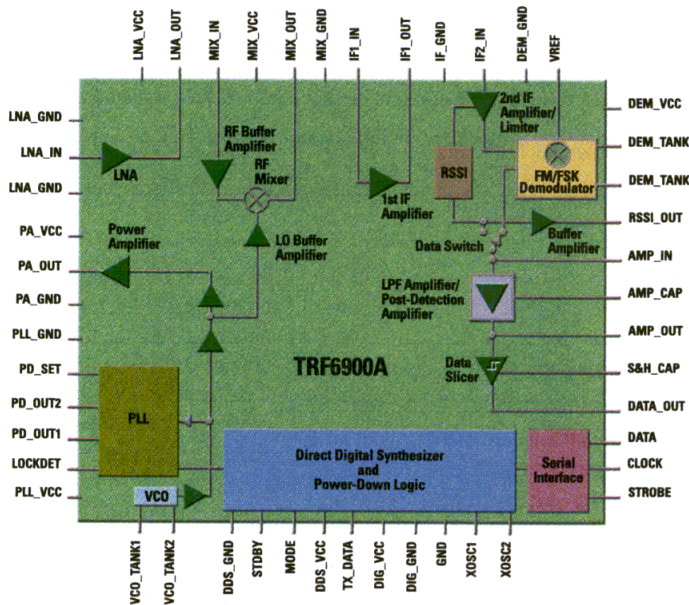 LNA_VCC
LNA_OUT
MIX_IN
MIX_VCC
MIX_OUT
MIX_GND
IF1_IN
IF1_OUT
IF_GND
IF2_IN
DEM_GND
VREF
LNA_GND
LNA_IN
LNA_GND
PA_VCC
PA_OUT
PA_GND
PLL_GND
PD_SET
PD_OUT2
PD_OUT1
LOCKDET
PLL_VCC
LNA
RF Buffer
Amplifier
RF
Mixer
1st IF
Amplifier
2nd IF
Amplifier/
Limiter
RSSI
FM/FSK
Demodulator
Power
Amplifier
LO Buffer
Amplifier
Data Switch
Buffer
Amplifier
LPF Amplifier/
Post-Detection
Amplifier
TRF6900A
Data
Slicer
PLL
VCO
Direct Digital Synthesizer
and
Power-Down Logic
Serial
Interface
DEM_VCC
DEM_TANK
DEM_TANK
RSSI_OUT
AMP_IN
AMP_CAP
AMP_OUT
S&H_CAP
DATA_OUT
DATA
CLOCK
STROBE
VCO_TANK1
VCO_TANK2
DDS_GND
STDBY
MODE
DDS_VCC
TX_DATA
DIG_VCC
DIG_GND
GND
XOSC1
XOSC2